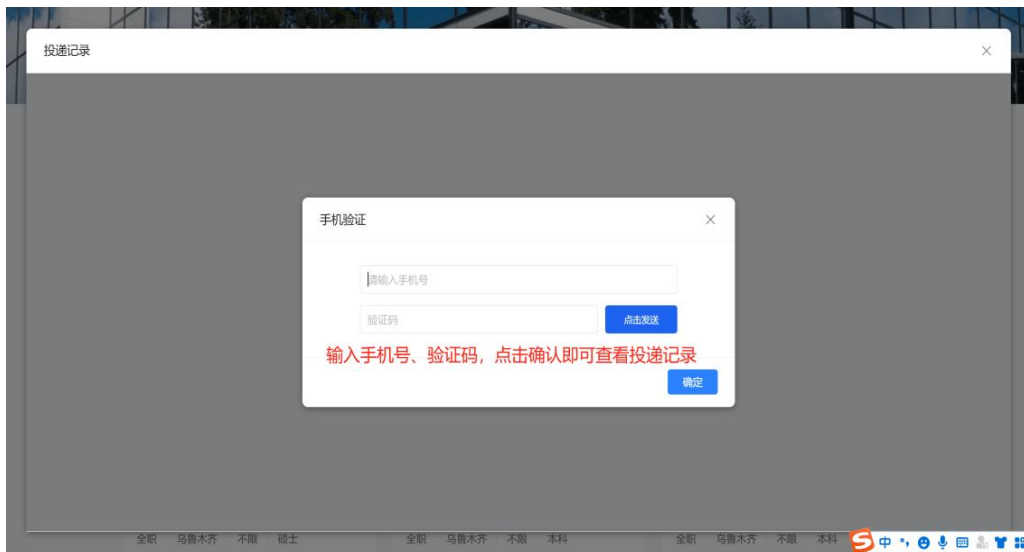 投递记录
手机验证
请输入手机号
验证码
点击发送
输入手机号、验证码，点击确认即可查看投递记录
确定
全职 乌鲁木齐 不限 硕士
全职 乌鲁木齐 不限 本科
全职 乌鲁木齐 不限 本科
S 中